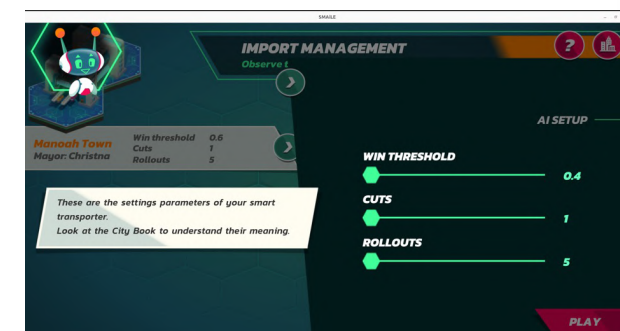 SMAILE
IMPORT MANAGEMENT
Observe t
?
AI SETUP
Manoah Town
Mayor: Christna
Win threshold 0.6
Cuts 1
Rollouts 5
WIN THRESHOLD
0.4
CUTS
1
ROLLOUTS
5
These are the settings parameters of your smart
transporter.
Look at the City Book to understand their meaning.
PLAY